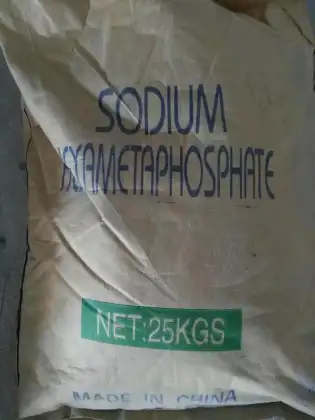 SODIUM
HEXAMETAPHOSPHATE
NET:25KGS
MADE IN CHINA